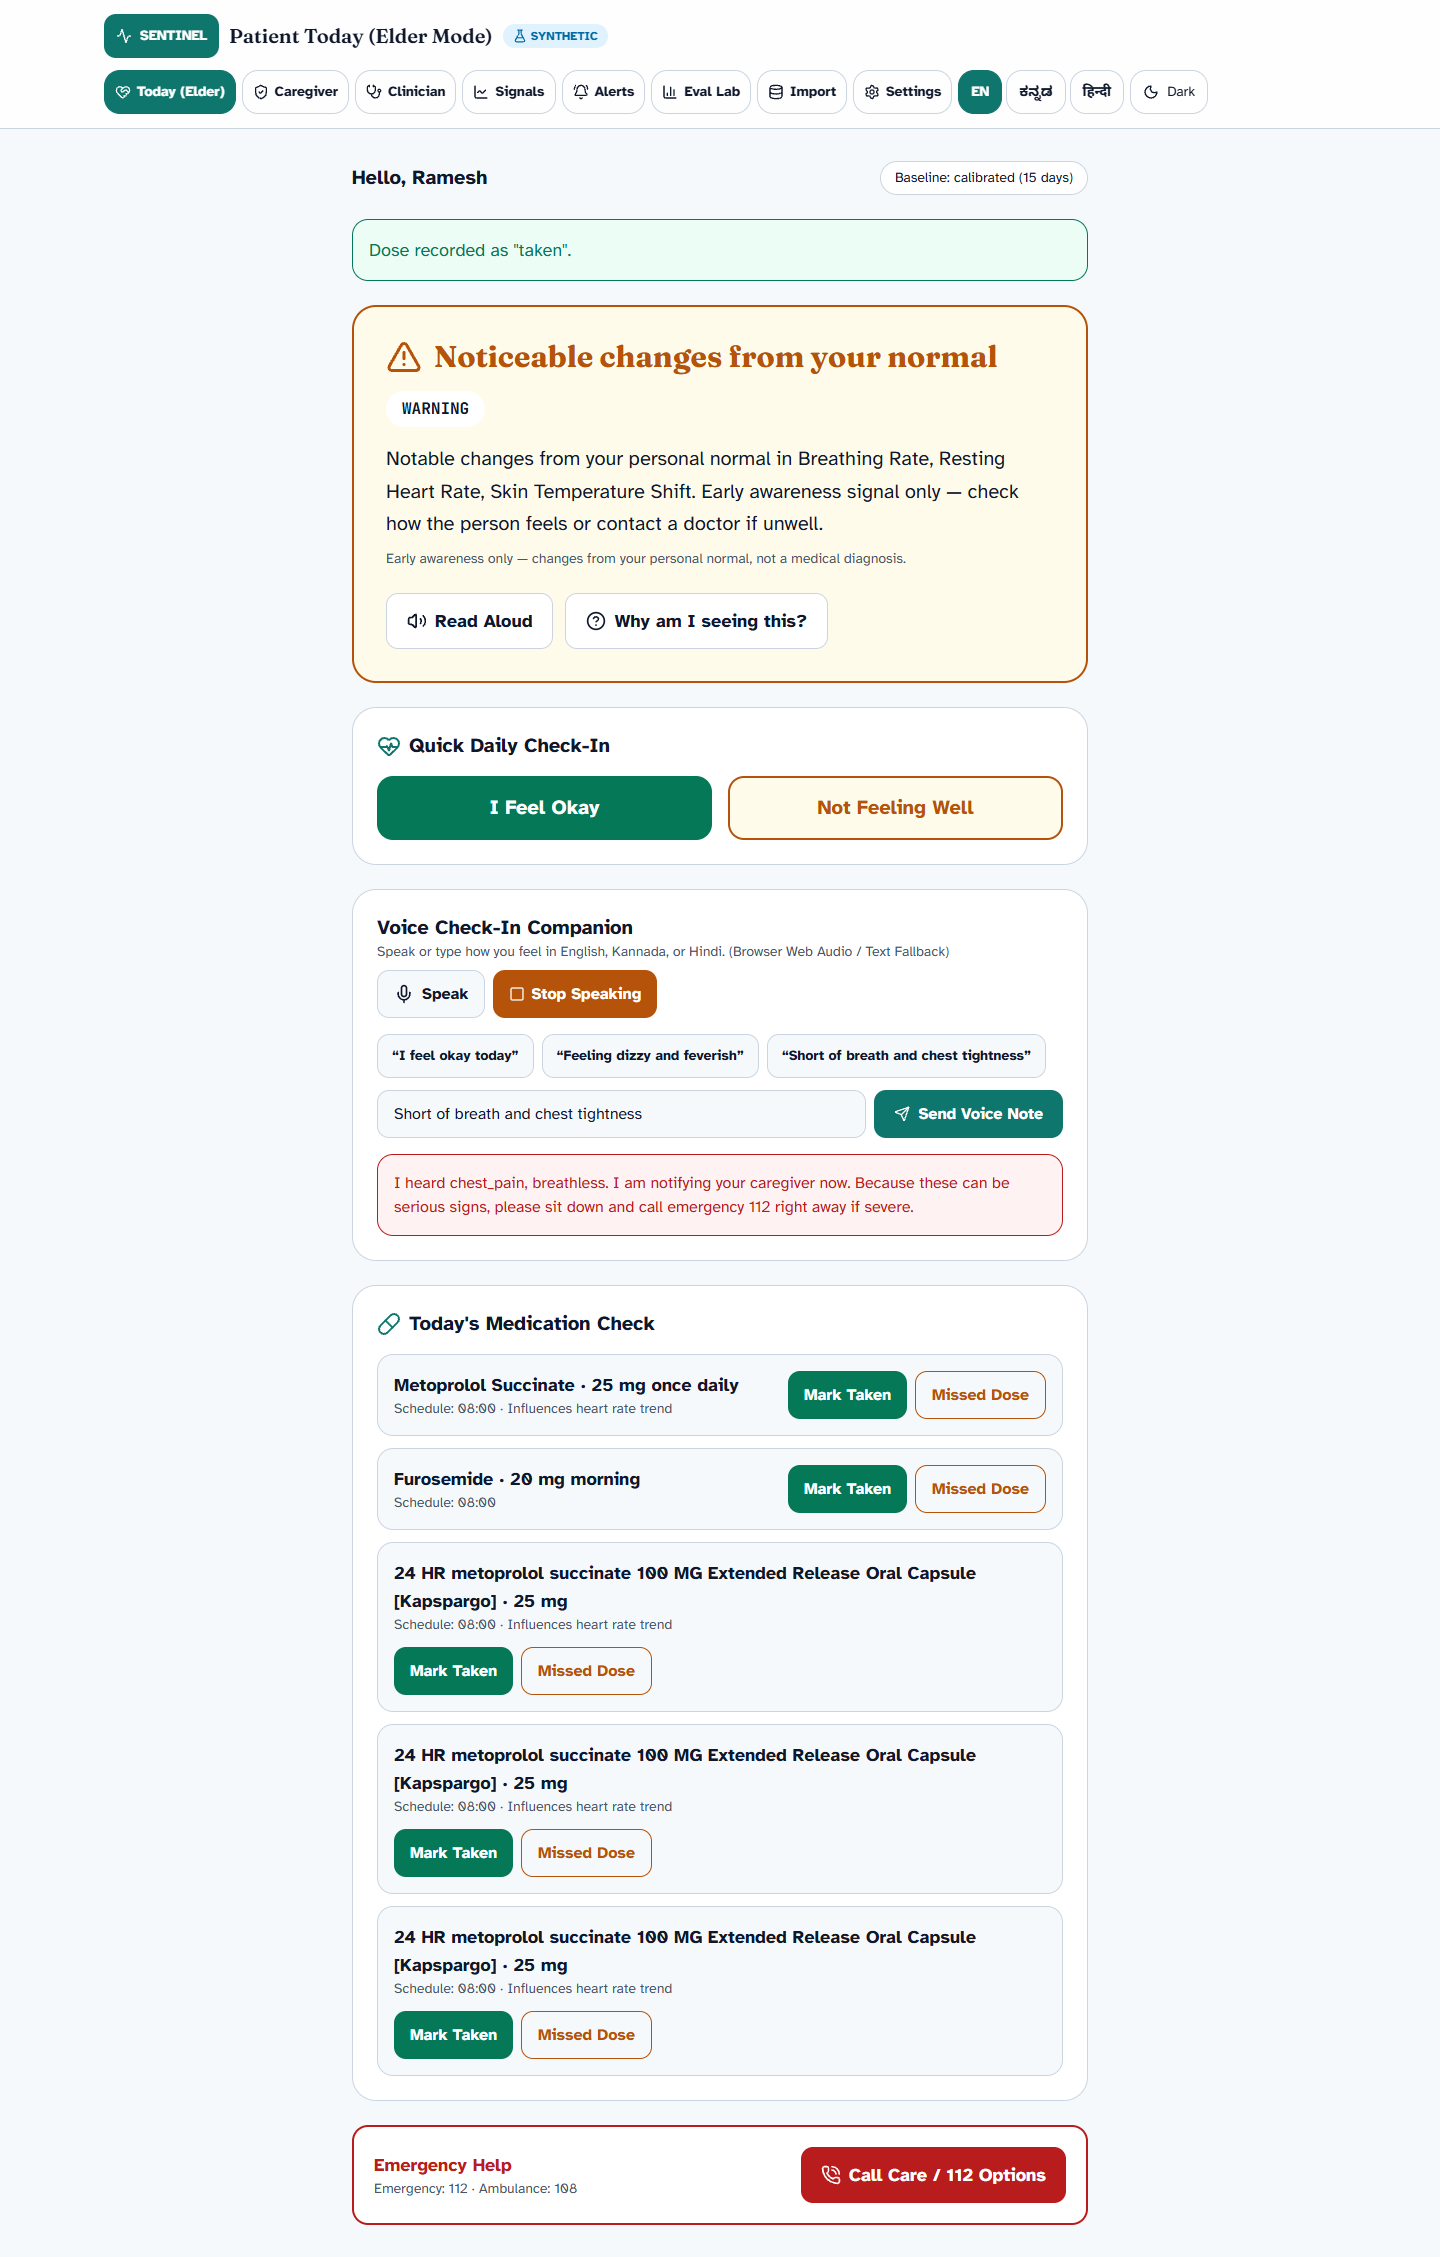 SENTINEL
Patient Today (Elder Mode)
SYNTHETIC
Today (Elder)
Caregiver
Clinician
Signals
Alerts
Eval Lab
Import
Settings
EN
ಕನ್ನಡ
हिन्दी
Dark
Hello, Ramesh
Baseline: calibrated (15 days)
Dose recorded as "taken".
Noticeable changes from your normal
WARNING
Notable changes from your personal normal in Breathing Rate, Resting
Heart Rate, Skin Temperature Shift. Early awareness signal only — check
how the person feels or contact a doctor if unwell.
Early awareness only — changes from your personal normal, not a medical diagnosis.
Read Aloud
Why am I seeing this?
Quick Daily Check-In
I Feel Okay
Not Feeling Well
Voice Check-In Companion
Speak or type how you feel in English, Kannada, or Hindi. (Browser Web Audio / Text Fallback)
Speak
Stop Speaking
“I feel okay today”
“Feeling dizzy and feverish”
“Short of breath and chest tightness”
Short of breath and chest tightness
Send Voice Note
I heard chest_pain, breathless. I am notifying your caregiver now. Because these can be
serious signs, please sit down and call emergency 112 right away if severe.
Today's Medication Check
Metoprolol Succinate · 25 mg once daily
Schedule: 08:00 · Influences heart rate trend
Mark Taken
Missed Dose
Furosemide · 20 mg morning
Schedule: 08:00
Mark Taken
Missed Dose
24 HR metoprolol succinate 100 MG Extended Release Oral Capsule
[Kapspargo] · 25 mg
Schedule: 08:00 · Influences heart rate trend
Mark Taken
Missed Dose
24 HR metoprolol succinate 100 MG Extended Release Oral Capsule
[Kapspargo] · 25 mg
Schedule: 08:00 · Influences heart rate trend
Mark Taken
Missed Dose
24 HR metoprolol succinate 100 MG Extended Release Oral Capsule
[Kapspargo] · 25 mg
Schedule: 08:00 · Influences heart rate trend
Mark Taken
Missed Dose
Emergency Help
Emergency: 112 · Ambulance: 108
Call Care / 112 Options